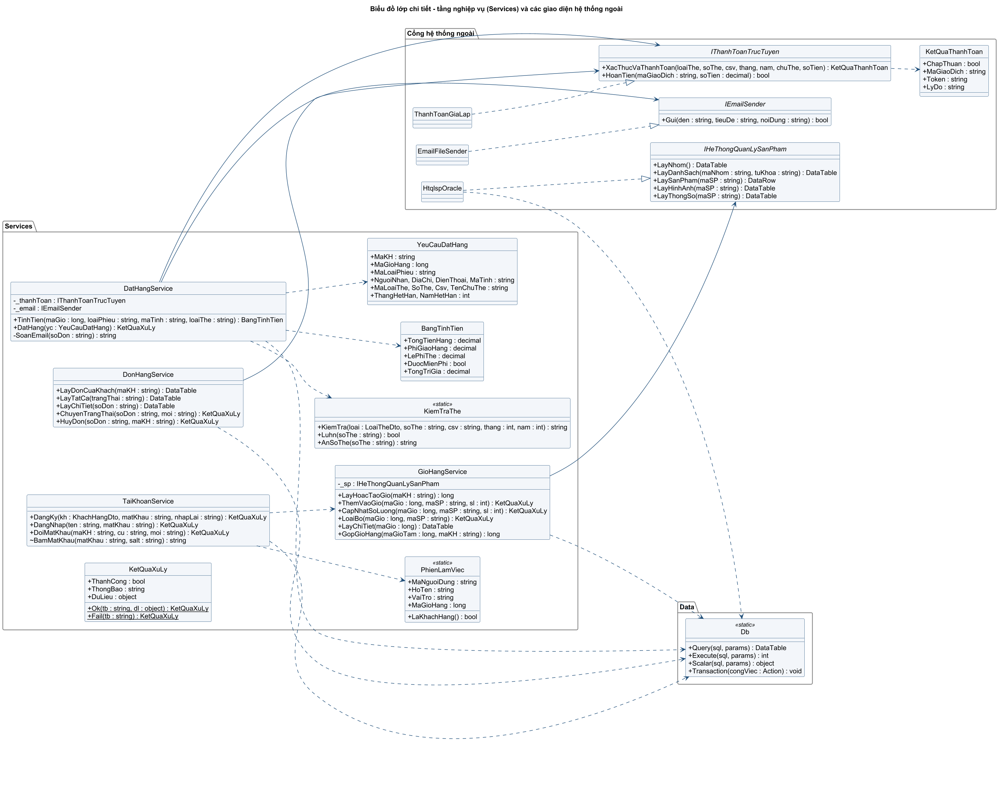 Biểu đồ lớp chi tiết - tầng nghiệp vụ (Services) và các giao diện hệ thống ngoài
Cổng hệ thống ngoài
IThanhToanTrucTuyen
+XacThucVaThanhToan(loaiThe, soThe, csv, thang, nam, chuThe, soTien) : KetQuaThanhToan
+HoanTien(maGiaoDich : string, soTien : decimal) : bool
KetQuaThanhToan
+ChapThuan : bool
+MaGiaoDich : string
+Token : string
+LyDo : string
ThanhToanGiaLap
IEmailSender
+Gui(den : string, tieuDe : string, noiDung : string) : bool
EmailFileSender
IHeThongQuanLySanPham
+LayNhom() : DataTable
+LayDanhSach(maNhom : string, tuKhoa : string) : DataTable
+LaySanPham(maSP : string) : DataRow
+LayHinhAnh(maSP : string) : DataTable
+LayThongSo(maSP : string) : DataTable
HtqlspOracle
Services
YeuCauDatHang
+MaKH : string
+MaGioHang : long
+MaLoaiPhieu : string
+NguoiNhan, DiaChi, DienThoai, MaTinh : string
+MaLoaiThe, SoThe, Csv, TenChuThe : string
+ThangHetHan, NamHetHan : int
DatHangService
-_thanhToan : IThanhToanTrucTuyen
-_email : IEmailSender
+TinhTien(maGio : long, loaiPhieu : string, maTinh : string, loaiThe : string) : BangTinhTien
+DatHang(yc : YeuCauDatHang) : KetQuaXuLy
-SoanEmail(soDon : string) : string
BangTinhTien
+TongTienHang : decimal
+PhiGiaoHang : decimal
+LePhiThe : decimal
+DuocMienPhi : bool
+TongTriGia : decimal
DonHangService
+LayDonCuaKhach(maKH : string) : DataTable
+LayTatCa(trangThai : string) : DataTable
+LayChiTiet(soDon : string) : DataTable
+ChuyenTrangThai(soDon : string, moi : string) : KetQuaXuLy
+HuyDon(soDon : string, maKH : string) : KetQuaXuLy
«static»
KiemTraThe
+KiemTra(loai : LoaiTheDto, soThe : string, csv : string, thang : int, nam : int) : string
+Luhn(soThe : string) : bool
+AnSoThe(soThe : string) : string
GioHangService
-_sp : IHeThongQuanLySanPham
+LayHoacTaoGio(maKH : string) : long
+ThemVaoGio(maGio : long, maSP : string, sl : int) : KetQuaXuLy
+CapNhatSoLuong(maGio : long, maSP : string, sl : int) : KetQuaXuLy
+LoaiBo(maGio : long, maSP : string) : KetQuaXuLy
+LayChiTiet(maGio : long) : DataTable
+GopGioHang(maGioTam : long, maKH : string) : long
TaiKhoanService
+DangKy(kh : KhachHangDto, matKhau : string, nhapLai : string) : KetQuaXuLy
+DangNhap(ten : string, matKhau : string) : KetQuaXuLy
+DoiMatKhau(maKH : string, cu : string, moi : string) : KetQuaXuLy
~BamMatKhau(matKhau : string, salt : string) : string
KetQuaXuLy
+ThanhCong : bool
+ThongBao : string
+DuLieu : object
+Ok(tb : string, dl : object) : KetQuaXuLy
+Fail(tb : string) : KetQuaXuLy
«static»
PhienLamViec
+MaNguoiDung : string
+HoTen : string
+VaiTro : string
+MaGioHang : long
+LaKhachHang() : bool
Data
«static»
Db
+Query(sql, params) : DataTable
+Execute(sql, params) : int
+Scalar(sql, params) : object
+Transaction(congViec : Action) : void